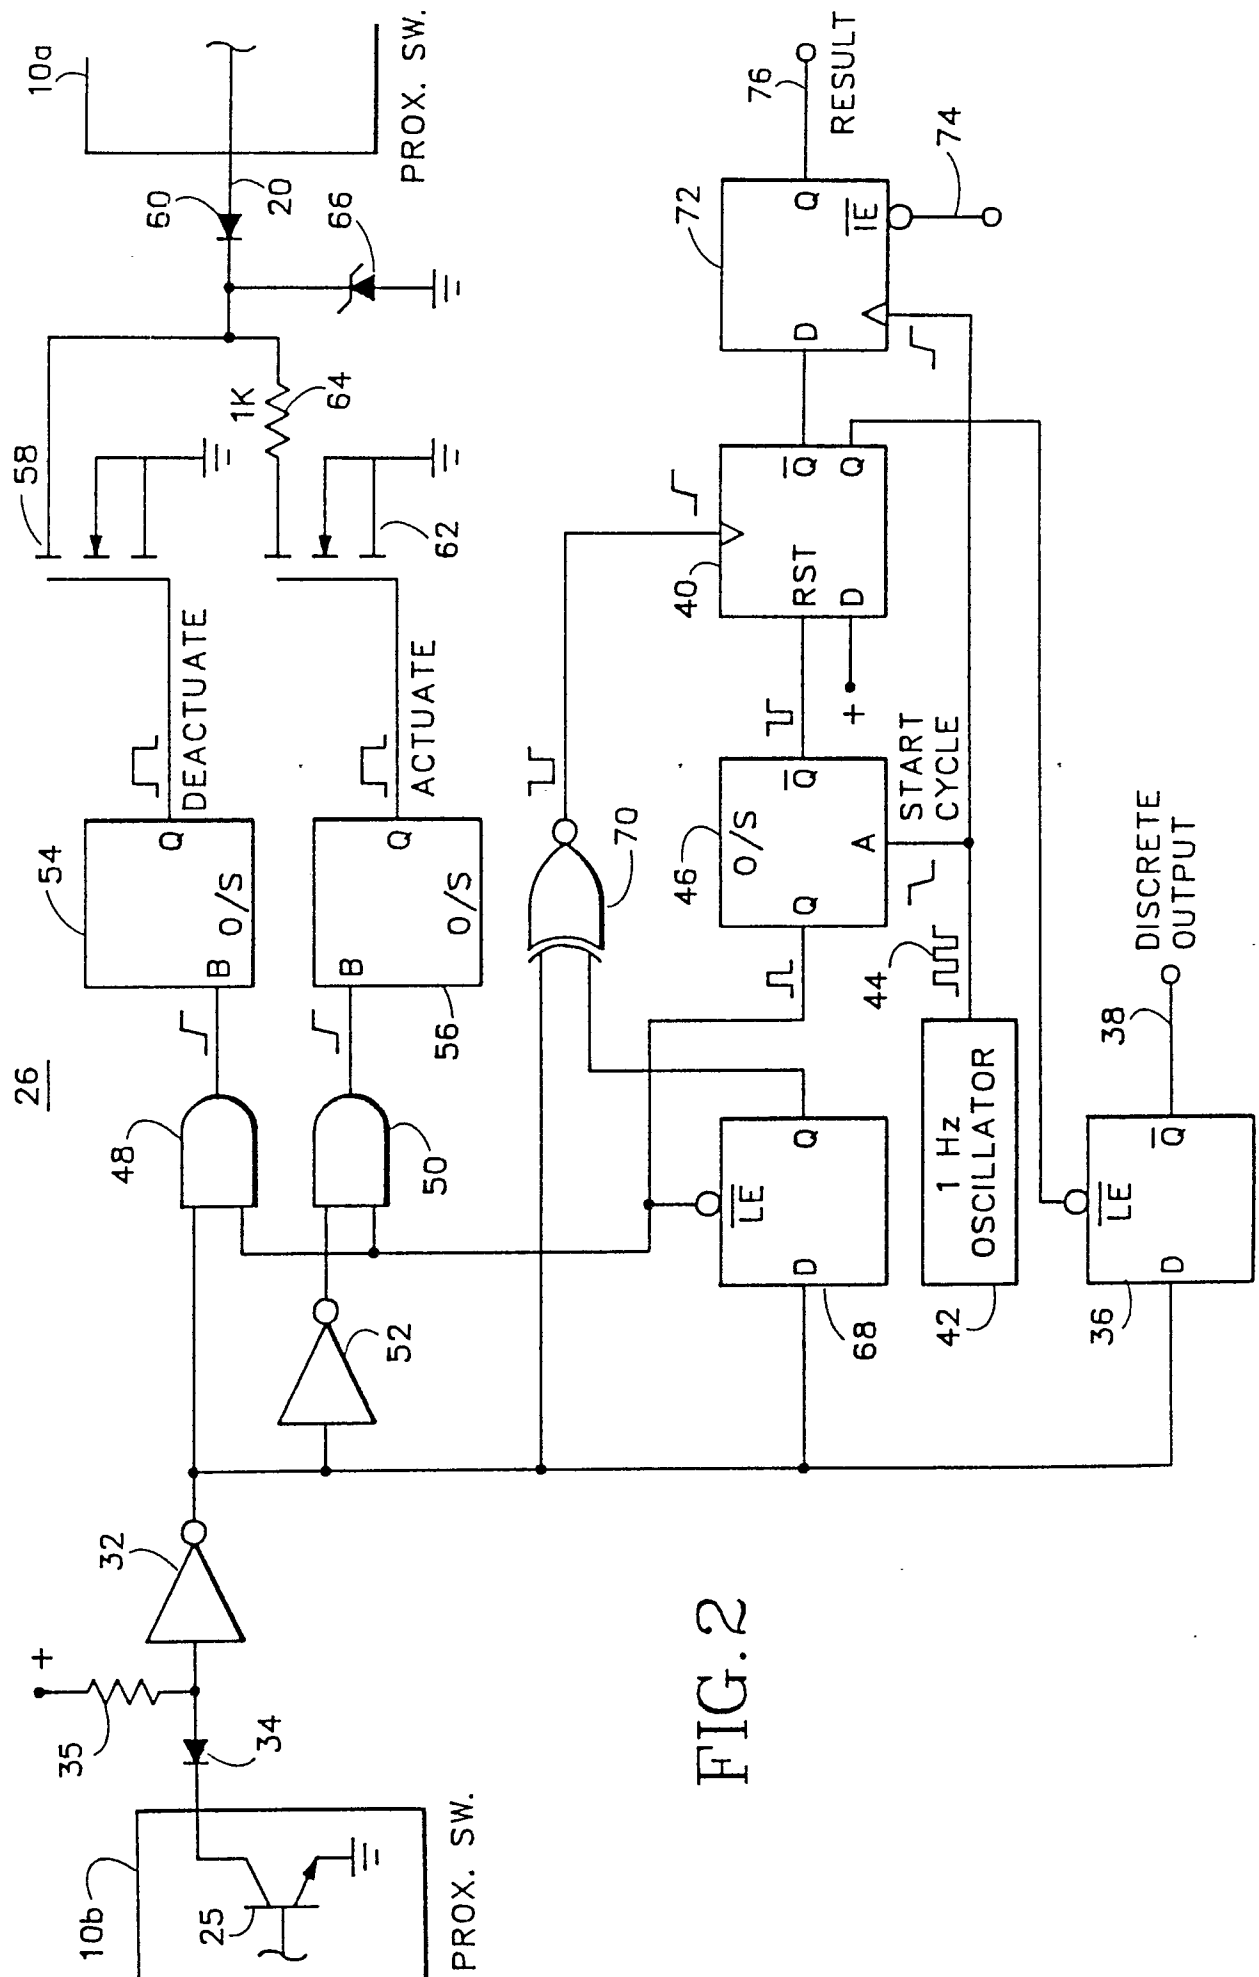 26
10b
PROX. SW.
25
34
35
+
32
52
48
50
54
B
Q
O/S
DEACTUATE
56
B
Q
O/S
ACTUATE
58
62
1K
64
60
20
66
10a
PROX. SW.
70
68
D
Q
LE
46
O/S
Q
Q
A
START
CYCLE
40
RST
D
+
Q
Q
72
D
Q
IE
74
76
RESULT
1 Hz
OSCILLATOR
42
44
36
D
Q
LE
38
DISCRETE
OUTPUT
FIG. 2